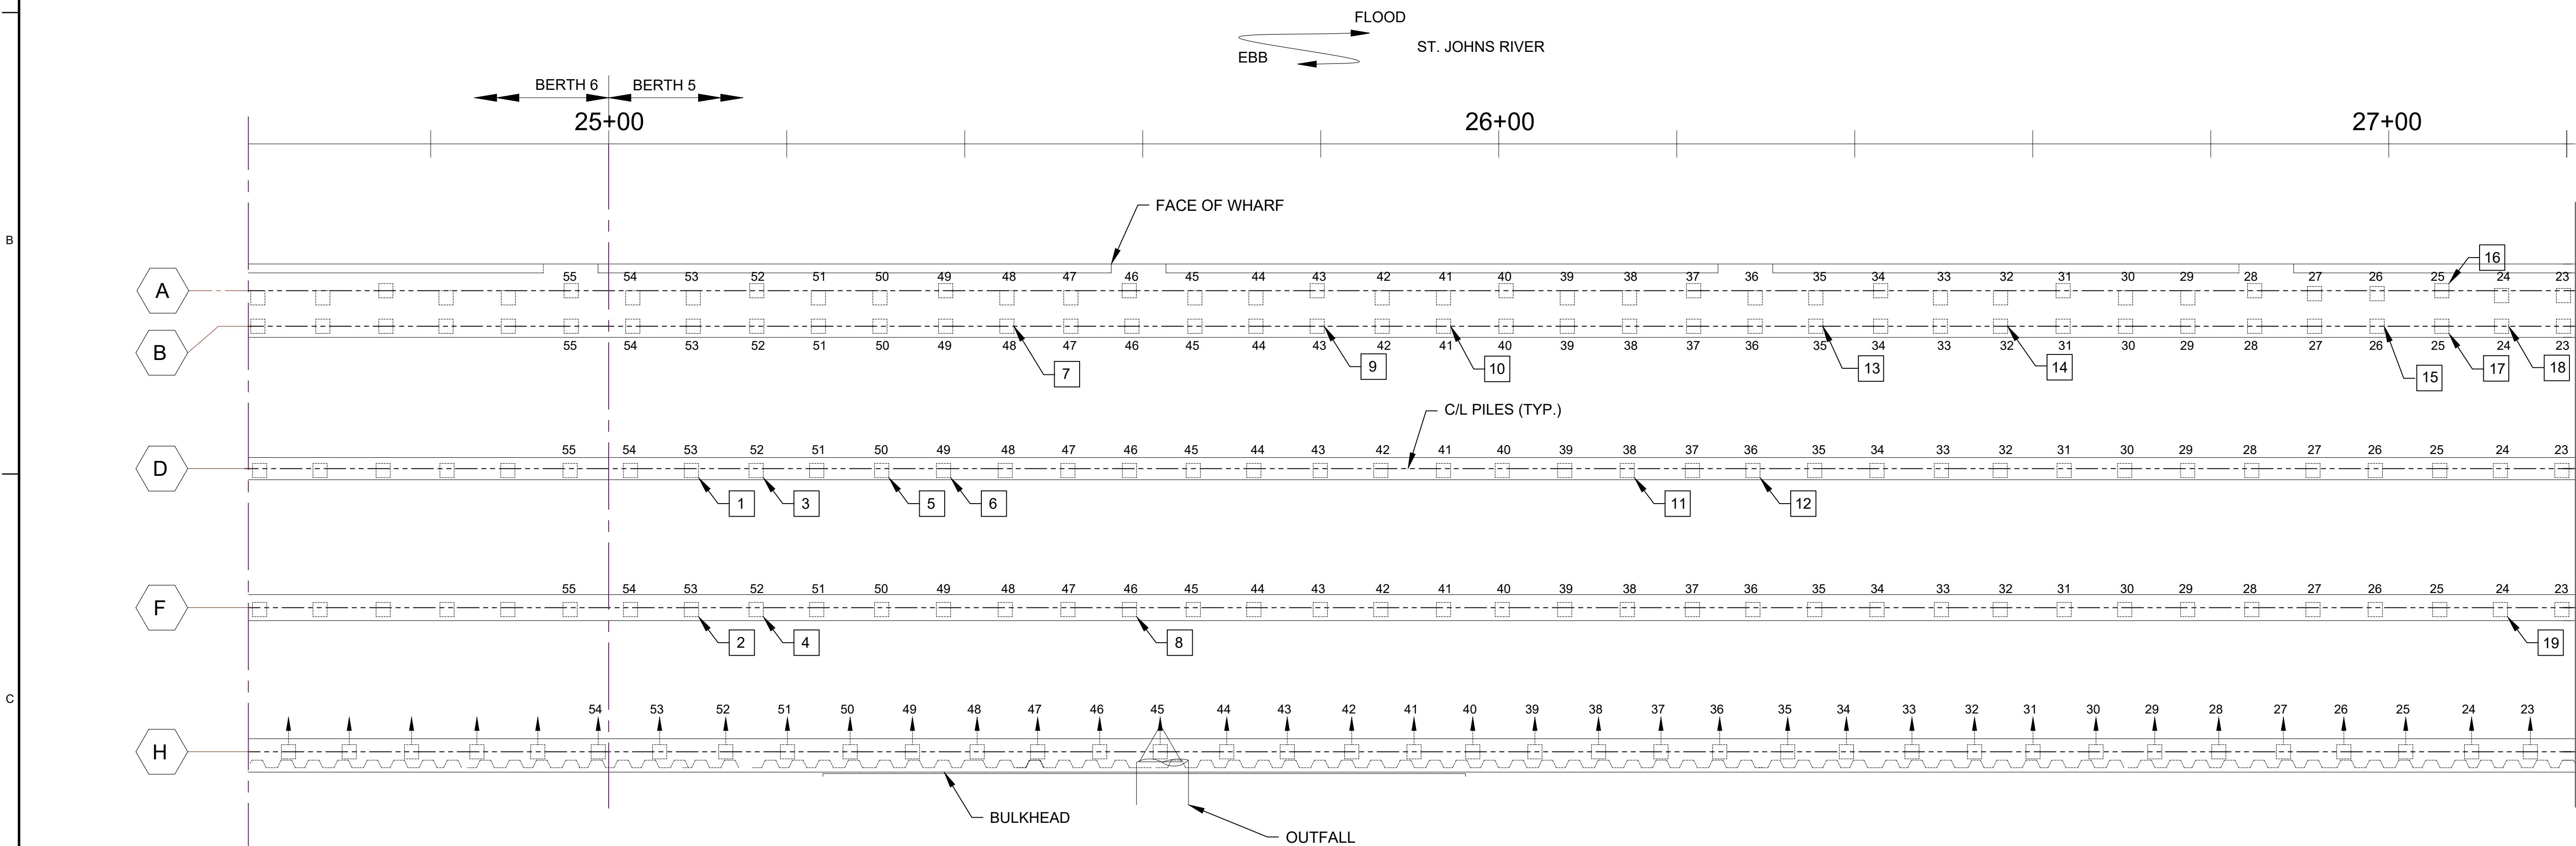 FLOOD
EBB
ST. JOHNS RIVER
BERTH 6 BERTH 5
25+00 26+00 27+00
FACE OF WHARF
B
16
55 54 53 52 51 50 49 48 47 46 45 44 43 42 41 40 39 38 37 36 35 34 33 32 31 30 29 28 27 26 25 24 23
A
B
55 54 53 52 51 50 49 48 47 46 45 44 43 42 41 40 39 38 37 36 35 34 33 32 31 30 29 28 27 26 25 24 23
7 9 10 13 14 15 17 18
C/L PILES (TYP.)
55 54 53 52 51 50 49 48 47 46 45 44 43 42 41 40 39 38 37 36 35 34 33 32 31 30 29 28 27 26 25 24 23
D
1 3 5 6 11 12
55 54 53 52 51 50 49 48 47 46 45 44 43 42 41 40 39 38 37 36 35 34 33 32 31 30 29 28 27 26 25 24 23
F
2 4 8 19
C
54 53 52 51 50 49 48 47 46 45 44 43 42 41 40 39 38 37 36 35 34 33 32 31 30 29 28 27 26 25 24 23
H
BULKHEAD
OUTFALL